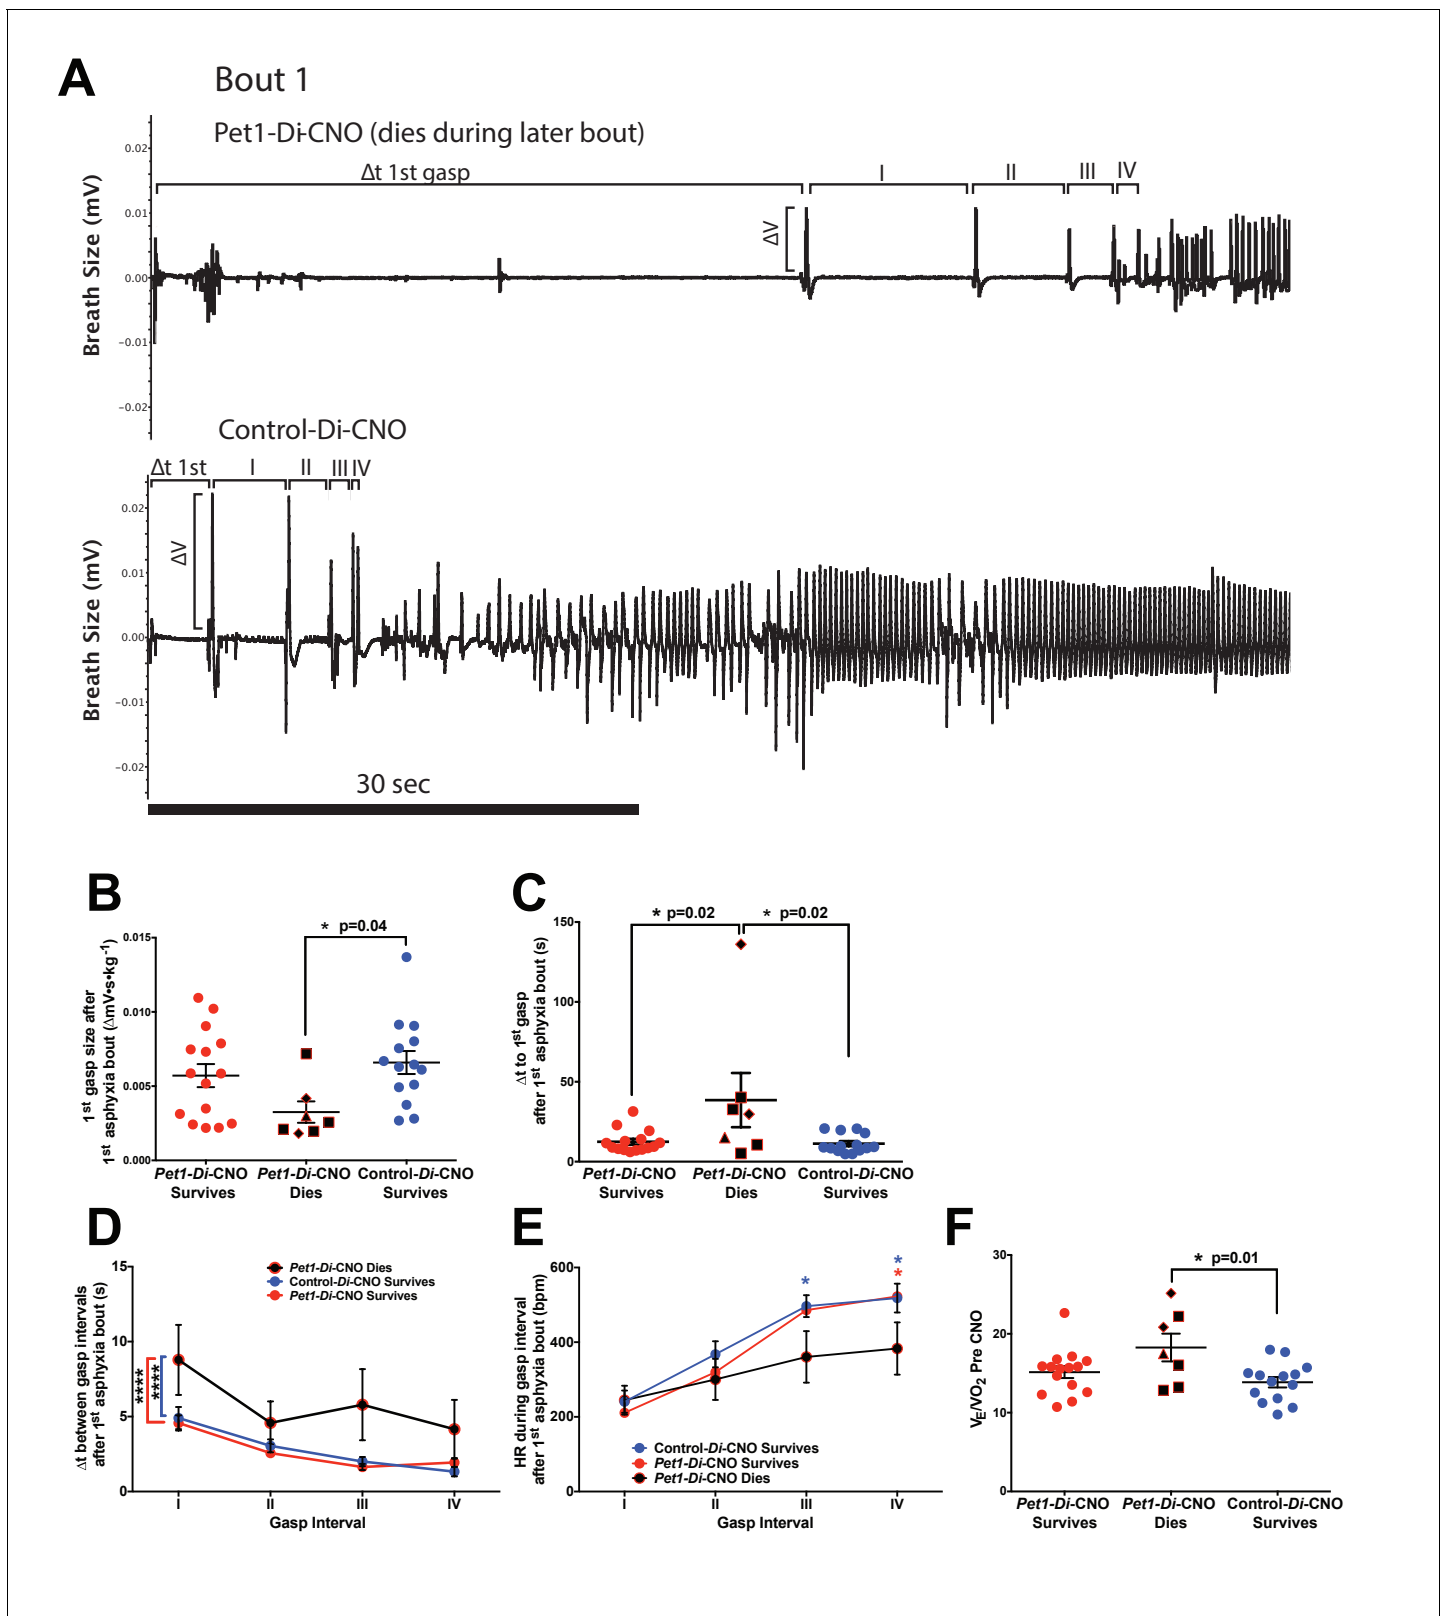 A
Bout 1
Pet1-Di-CNO (dies during later bout)
Δt 1st gasp
I
II
III
IV
ΔV
Breath Size (mV)
0.02
0.01
0.00
−0.01
−0.02
Control-Di-CNO
Δt 1st
I
II
III
IV
ΔV
Breath Size (mV)
0.02
0.01
0.00
−0.01
−0.02
30 sec
B
1st gasp size after
1st asphyxia bout (ΔmV•s•kg-1)
0.015
0.010
0.005
0.000
* p=0.04
Pet1-Di-CNO
Survives
Pet1-Di-CNO
Dies
Control-Di-CNO
Survives
C
Δt to 1st gasp
after 1st asphyxia bout (s)
150
100
50
0
* p=0.02
* p=0.02
Pet1-Di-CNO
Survives
Pet1-Di-CNO
Dies
Control-Di-CNO
Survives
D
Δt between gasp intervals
after 1st asphyxia bout (s)
15
10
5
0
Pet1-Di-CNO Dies
Control-Di-CNO Survives
Pet1-Di-CNO Survives
****
****
I
II
III
IV
Gasp Interval
E
HR during gasp interval
after 1st asphyxia bout (bpm)
600
400
200
0
*
*
*
Control-Di-CNO Survives
Pet1-Di-CNO Survives
Pet1-Di-CNO Dies
I
II
III
IV
Gasp Interval
F
VE/VO2 Pre CNO
30
20
10
0
* p=0.01
Pet1-Di-CNO
Survives
Pet1-Di-CNO
Dies
Control-Di-CNO
Survives